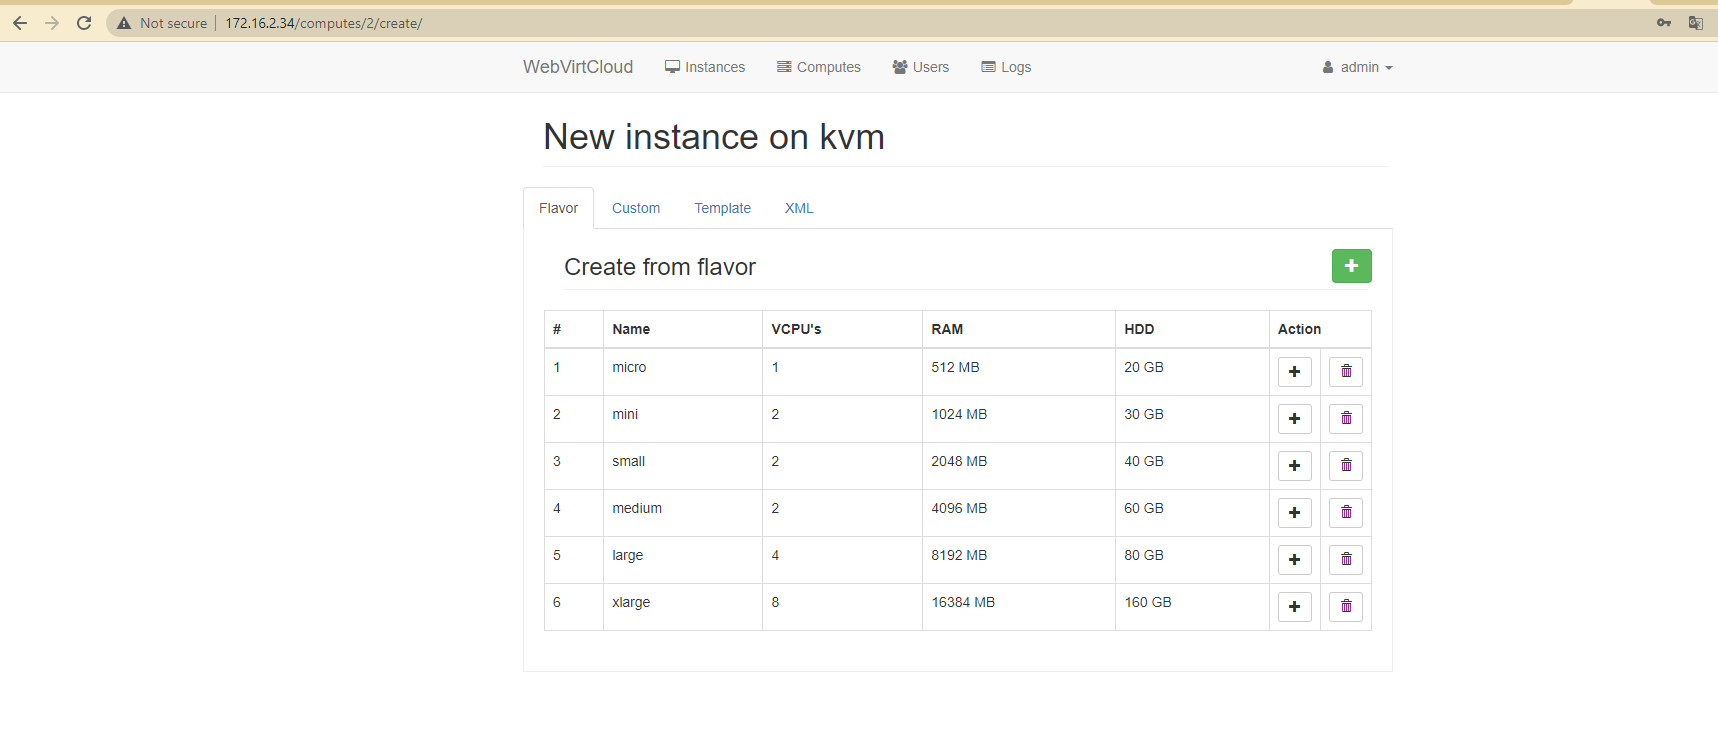 Not secure | 172.16.2.34/computes/2/create/
WebVirtCloud Instances Computes Users Logs admin
New instance on kvm
Flavor Custom Template XML
Create from flavor
# Name VCPU's RAM HDD Action
1 micro 1 512 MB 20 GB
2 mini 2 1024 MB 30 GB
3 small 2 2048 MB 40 GB
4 medium 2 4096 MB 60 GB
5 large 4 8192 MB 80 GB
6 xlarge 8 16384 MB 160 GB